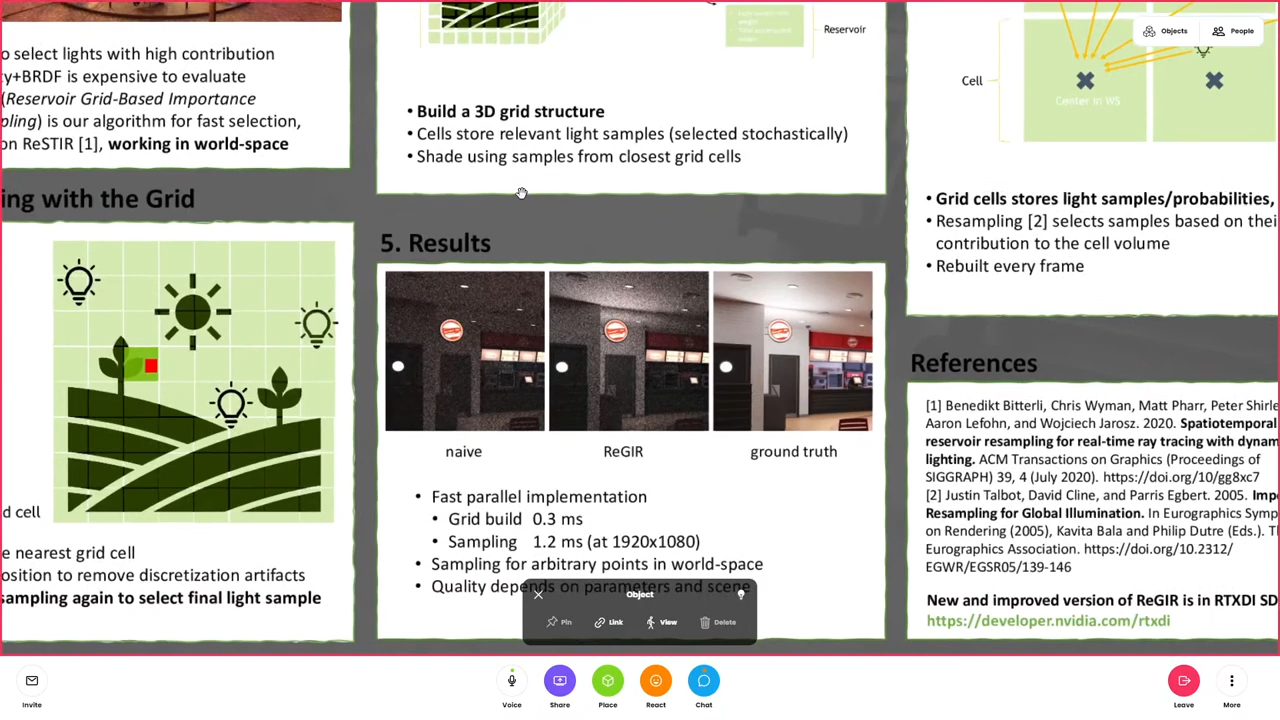 o select lights with high contribution
ty+BRDF is expensive to evaluate
(Reservoir Grid-Based Importance
pling) is our algorithm for fast selection,
on ReSTIR [1], working in world-space
ing with the Grid
d cell
e nearest grid cell
osition to remove discretization artifacts
sampling again to select final light sample
Reservoir
• Build a 3D grid structure
• Cells store relevant light samples (selected stochastically)
• Shade using samples from closest grid cells
5. Results
naive
ReGIR
ground truth
• Fast parallel implementation
• Grid build 0.3 ms
• Sampling 1.2 ms (at 1920x1080)
• Sampling for arbitrary points in world-space
• Quality depends on parameters and scene
Objects
People
Cell
Center in WS
• Grid cells stores light samples/probabilities,
• Resampling [2] selects samples based on thei
contribution to the cell volume
• Rebuilt every frame
References
[1] Benedikt Bitterli, Chris Wyman, Matt Pharr, Peter Shirle
Aaron Lefohn, and Wojciech Jarosz. 2020. Spatiotemporal
reservoir resampling for real-time ray tracing with dynam
lighting. ACM Transactions on Graphics (Proceedings of
SIGGRAPH) 39, 4 (July 2020). https://doi.org/10/gg8xc7
[2] Justin Talbot, David Cline, and Parris Egbert. 2005. Imp
Resampling for Global Illumination. In Eurographics Symp
on Rendering (2005), Kavita Bala and Philip Dutre (Eds.). T
Eurographics Association. https://doi.org/10.2312/
EGWR/EGSR05/139-146
New and improved version of ReGIR is in RTXDI SD
https://developer.nvidia.com/rtxdi
Object
Pin
Link
View
Delete
Invite
Voice
Share
Place
React
Chat
Leave
More